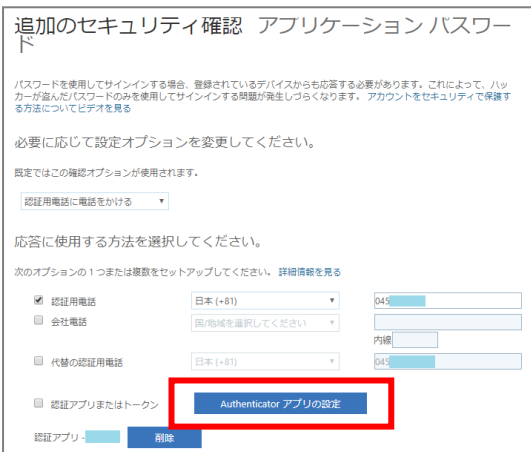 追加のセキュリティ確認 アプリケーション パスワー
ド
パスワードを使用してサインインする場合、登録されているデバイスからも応答する必要があります。これによって、ハッ
カーが盗んだパスワードのみを使用してサインインする問題が発生しづらくなります。 アカウントをセキュリティで保護す
る方法についてビデオを見る
必要に応じて設定オプションを変更してください。
既定ではこの確認オプションが使用されます。
認証用電話に電話をかける
応答に使用する方法を選択してください。
次のオプションの 1 つまたは複数をセットアップしてください。 詳細情報を見る
認証用電話 日本 (+81) 045
会社電話 国/地域を選択してください
内線
代替の認証用電話 日本 (+81) 045
認証アプリまたはトークン Authenticator アプリの設定
認証アプリ - 削除